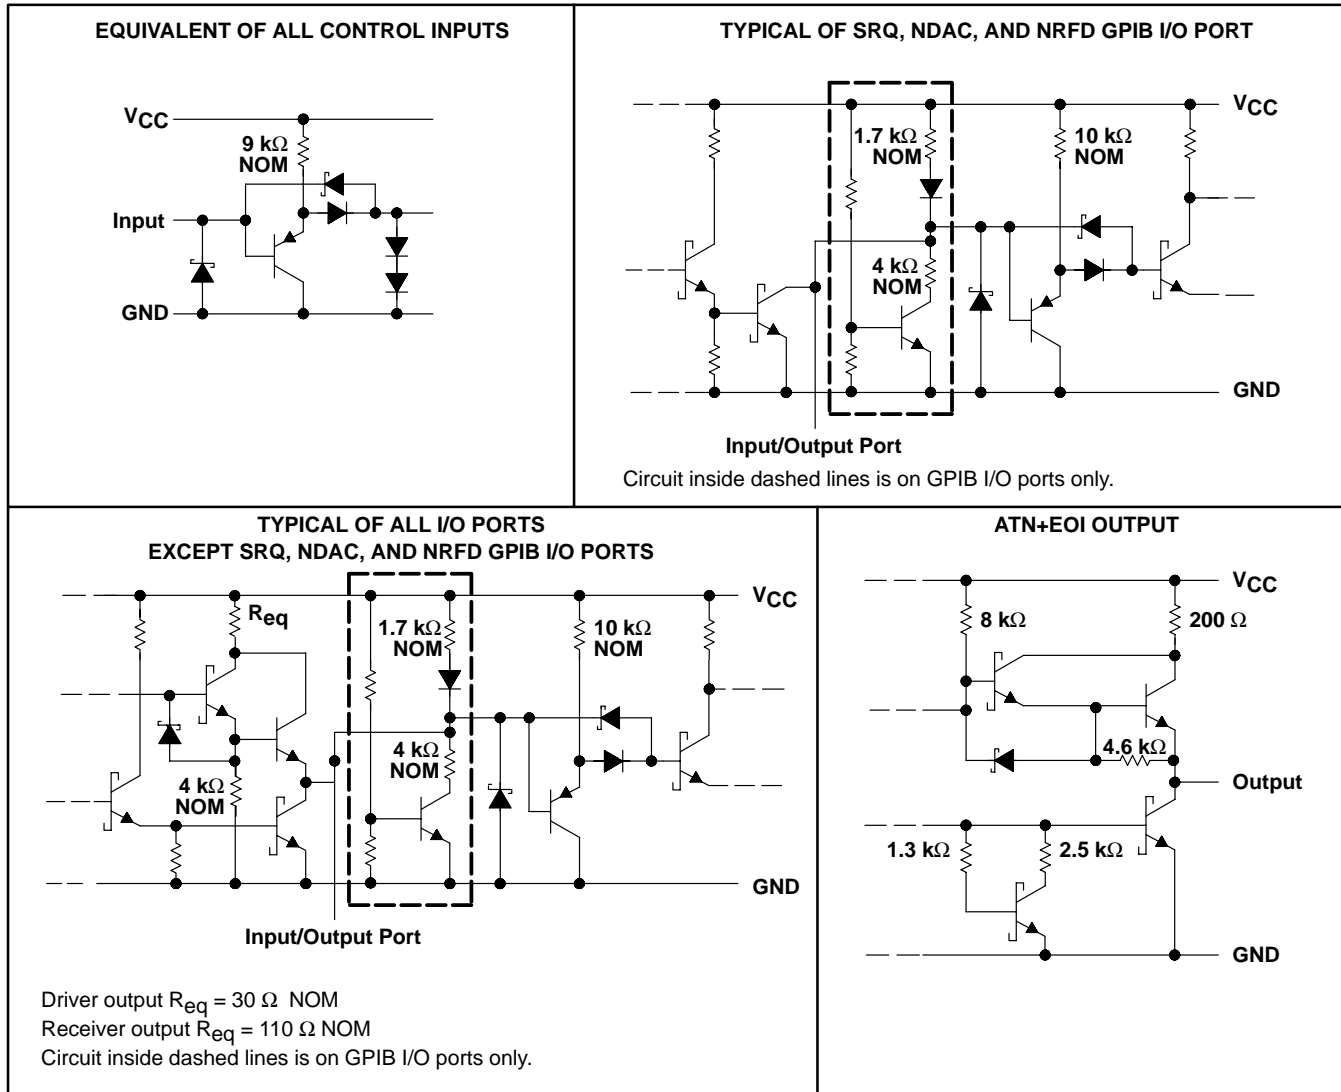 EQUIVALENT OF ALL CONTROL INPUTS
VCC
9 kΩ
NOM
Input
GND
TYPICAL OF SRQ, NDAC, AND NRFD GPIB I/O PORT
VCC
1.7 kΩ
NOM
10 kΩ
NOM
4 kΩ
NOM
GND
Input/Output Port
Circuit inside dashed lines is on GPIB I/O ports only.
TYPICAL OF ALL I/O PORTS
EXCEPT SRQ, NDAC, AND NRFD GPIB I/O PORTS
VCC
Req
1.7 kΩ
NOM
10 kΩ
NOM
4 kΩ
NOM
4 kΩ
NOM
GND
Input/Output Port
Driver output Req = 30 Ω NOM
Receiver output Req = 110 Ω NOM
Circuit inside dashed lines is on GPIB I/O ports only.
ATN+EOI OUTPUT
VCC
8 kΩ
200 Ω
4.6 kΩ
Output
1.3 kΩ
2.5 kΩ
GND